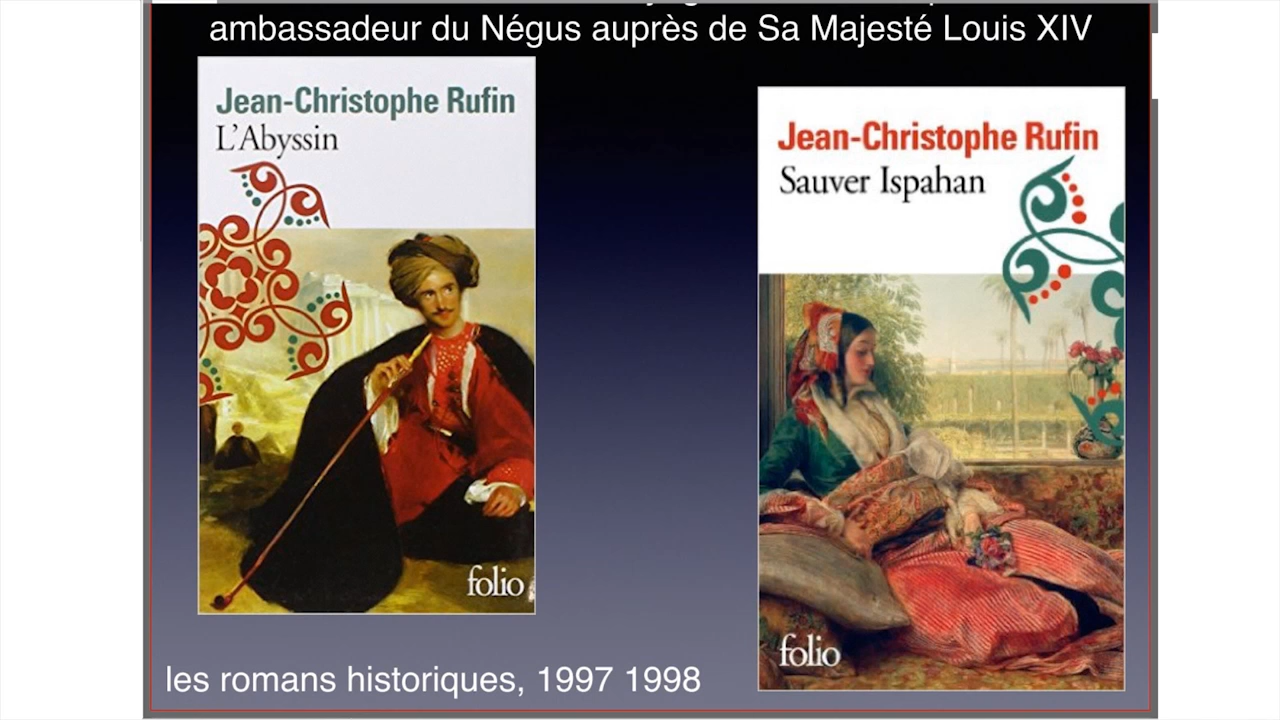 ambassadeur du Négus auprès de Sa Majesté Louis XIV
Jean-Christophe Rufin
L'Abyssin
folio
Jean-Christophe Rufin
Sauver Ispahan
folio
les romans historiques, 1997 1998